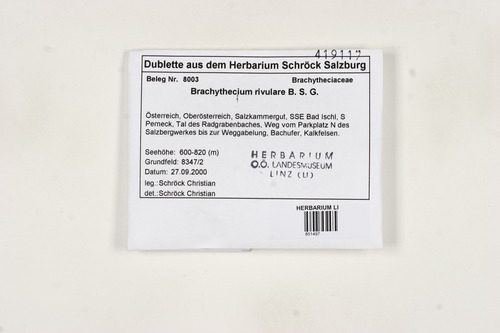 419117
Dublette aus dem Herbarium Schröck Salzburg
Beleg Nr. 8003 Brachytheciaceae
Brachythecium rivulare B. S. G.
Österreich, Oberösterreich, Salzkammergut, SSE Bad Ischl, S
Perneck, Tal des Radgrabenbaches, Weg vom Parkplatz N des
Salzbergwerkes bis zur Weggabelung, Bachufer, Kalkfelsen.
Seehöhe: 600-820 (m)
Grundfeld: 8347/2
Datum: 27.09.2000
leg.:Schröck Christian
det.:Schröck Christian
HERBARIUM
O.Ö. LANDESMUSEUM
LINZ (U)
HERBARIUM LI
851497